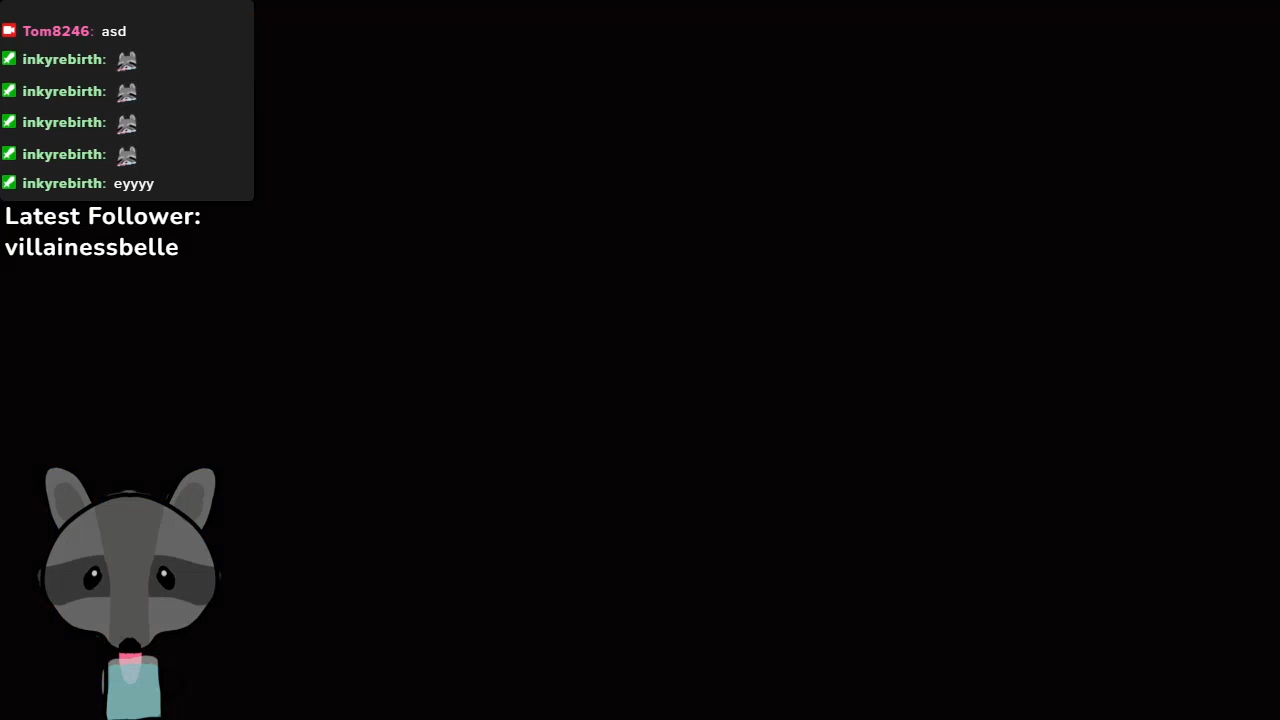 Tom8246: asd
inkyrebirth:
inkyrebirth:
inkyrebirth:
inkyrebirth:
inkyrebirth: eyyyy
Latest Follower:
villainessbelle